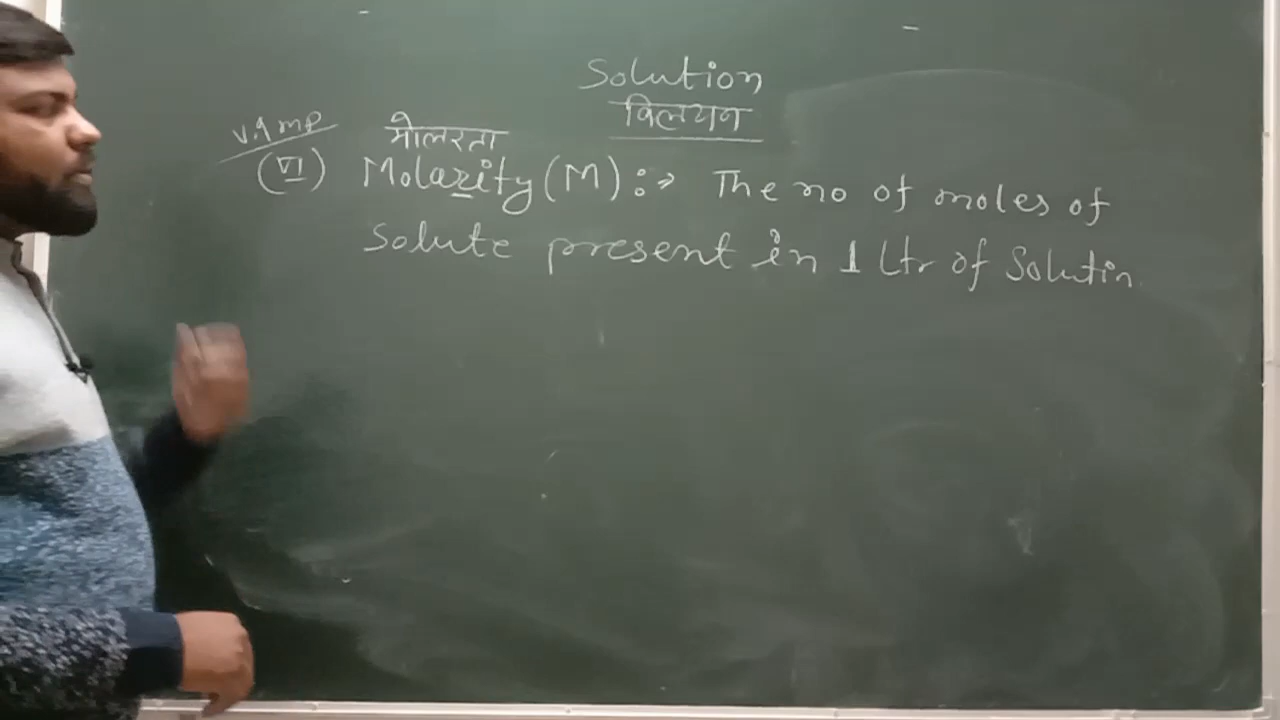 Solution
विलयन
V.Imp मोलरता
(VI) Molarity (M) :→ The no of moles of
Solute present in 1 Ltr of Solutin